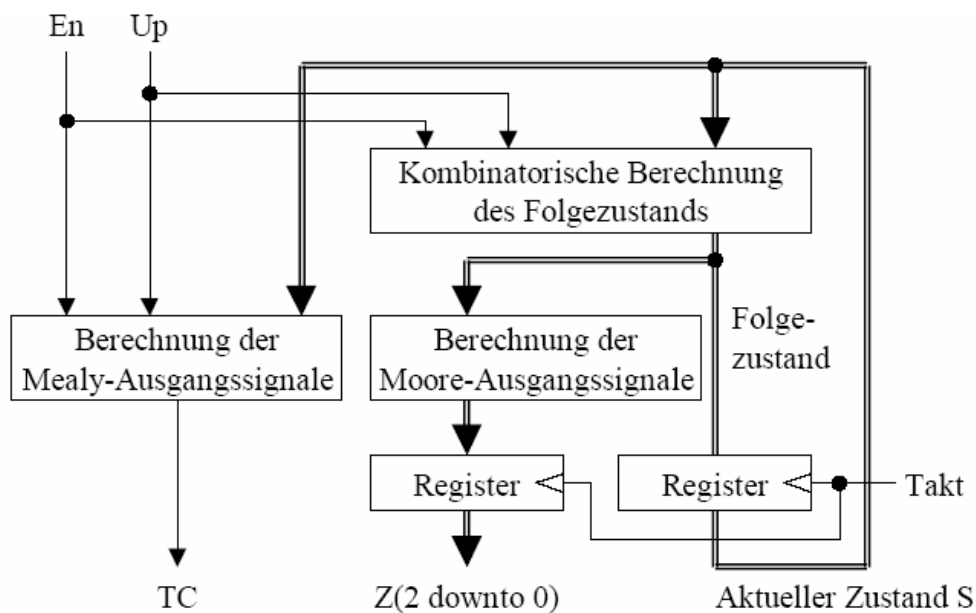 En
Up
Kombinatorische Berechnung
des Folgezustands
Berechnung der
Mealy-Ausgangssignale
Berechnung der
Moore-Ausgangssignale
Folge-
zustand
Register
Register
Takt
TC
Z(2 downto 0)
Aktueller Zustand S